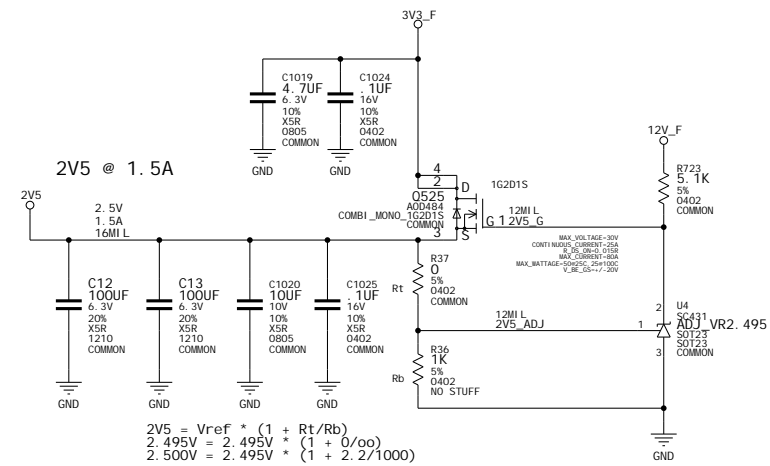 3V3_F
C1019
4.7UF
6.3V
10%
X5R
0805
COMMON
GND
C1024
.1UF
16V
10%
X5R
0402
COMMON
GND
12V_F
2V5 @ 1.5A
R723
5.1K
5%
0402
COMMON
4
2
D
1G2D1S
Q525
AOD484
COMBI_MONO_1G2D1S
COMMON
3
S
G 1
12MIL
2V5_G
2V5
2.5V
1.5A
16MIL
MAX_VOLTAGE=30V
CONTINUOUS_CURRENT=25A
R_DS_ON=0.015R
MAX_CURRENT=80A
MAX_WATTAGE=50@25C_25@100C
V_BE_GS=+/-20V
C12
100UF
6.3V
20%
X5R
1210
COMMON
GND
C13
100UF
6.3V
20%
X5R
1210
COMMON
GND
C1020
10UF
10V
10%
X5R
0805
COMMON
GND
C1025
.1UF
16V
10%
X5R
0402
COMMON
GND
Rt
R37
0
5%
0402
COMMON
12MIL
2V5_ADJ
2
1
3
U4
SC431
ADJ_VR2.495
SOT23
SOT23
COMMON
Rb
R36
1K
5%
0402
NO STUFF
GND
2V5 = Vref * (1 + Rt/Rb)
2.495V = 2.495V * (1 + 0/oo)
2.500V = 2.495V * (1 + 2.2/1000)